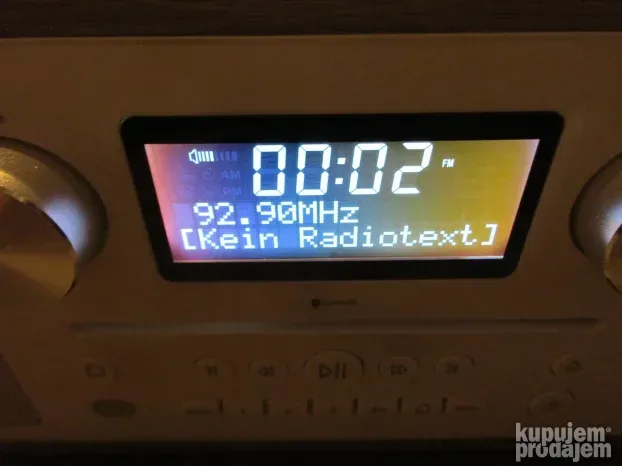 00:02 FM
92.90MHz
[Kein Radiotext]
kupujem
prodajem